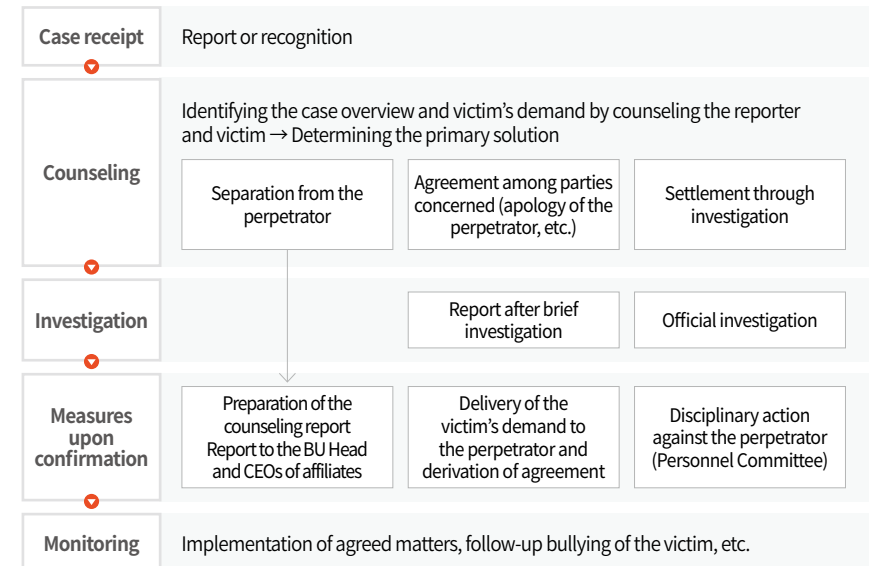 Case receipt
Report or recognition
Counseling
Identifying the case overview and victim's demand by counseling the reporter
and victim → Determining the primary solution
Separation from the
perpetrator
Agreement among parties
concerned (apology of the
perpetrator, etc.)
Settlement through
investigation
Investigation
Report after brief
investigation
Official investigation
Measures
upon
confirmation
Preparation of the
counseling report
Report to the BU Head
and CEOs of affiliates
Delivery of the
victim's demand to
the perpetrator and
derivation of agreement
Disciplinary action
against the perpetrator
(Personnel Committee)
Monitoring
Implementation of agreed matters, follow-up bullying of the victim, etc.